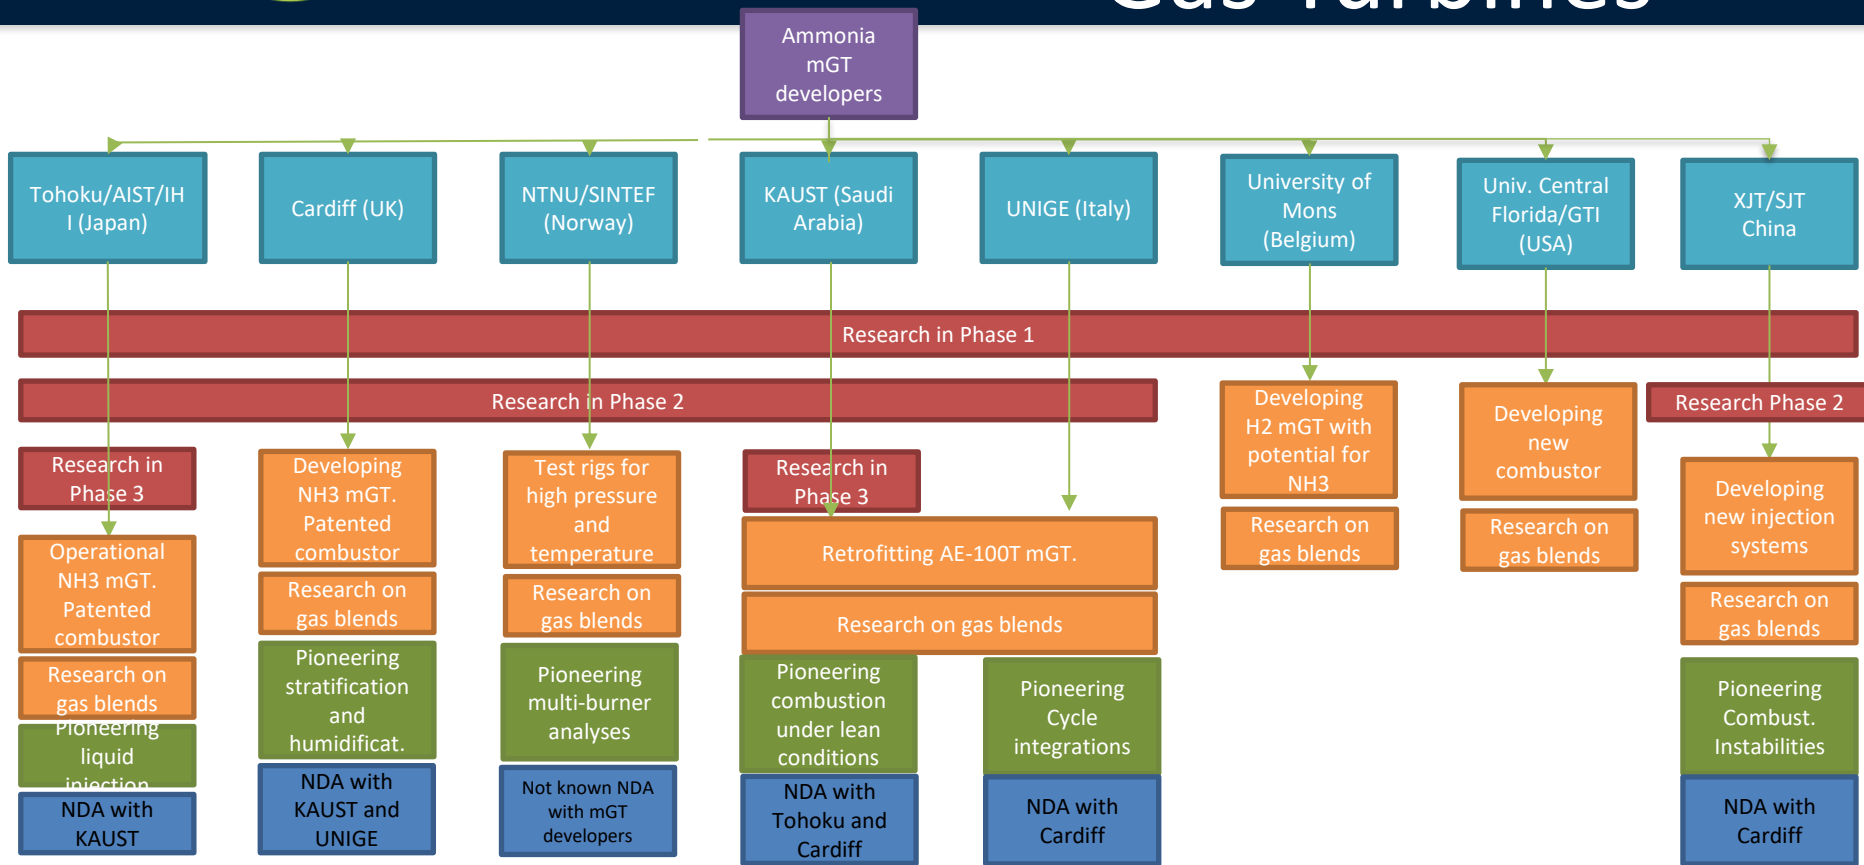 Gas Turbines
Ammonia
mGT
developers
Tohoku/AIST/IH
I (Japan)
Cardiff (UK)
NTNU/SINTEF
(Norway)
KAUST (Saudi
Arabia)
UNIGE (Italy)
University of
Mons
(Belgium)
Univ. Central
Florida/GTI
(USA)
XJT/SJT
China
Research in Phase 1
Research in Phase 2
Research Phase 2
Research in
Phase 3
Operational
NH3 mGT.
Patented
combustor
Research on
gas blends
Pioneering
liquid
injection
NDA with
KAUST
Developing
NH3 mGT.
Patented
combustor
Research on
gas blends
Pioneering
stratification
and
humidificat.
NDA with
KAUST and
UNIGE
Test rigs for
high pressure
and
temperature
Research on
gas blends
Pioneering
multi-burner
analyses
Not known NDA
with mGT
developers
Research in
Phase 3
Retrofitting AE-100T mGT.
Research on gas blends
Pioneering
combustion
under lean
conditions
NDA with
Tohoku and
Cardiff
Pioneering
Cycle
integrations
NDA with
Cardiff
Developing
H2 mGT with
potential for
NH3
Research on
gas blends
Developing
new
combustor
Research on
gas blends
Developing
new injection
systems
Research on
gas blends
Pioneering
Combust.
Instabilities
NDA with
Cardiff